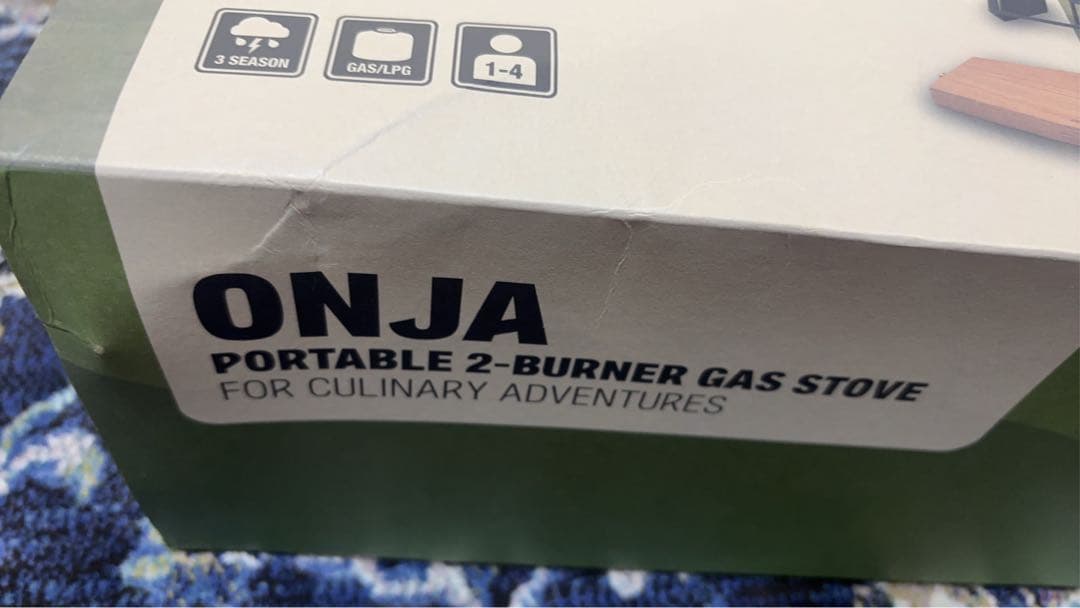 3 SEASON
GAS/LPG
1-4
ONJA
PORTABLE 2-BURNER GAS STOVE
FOR CULINARY ADVENTURES